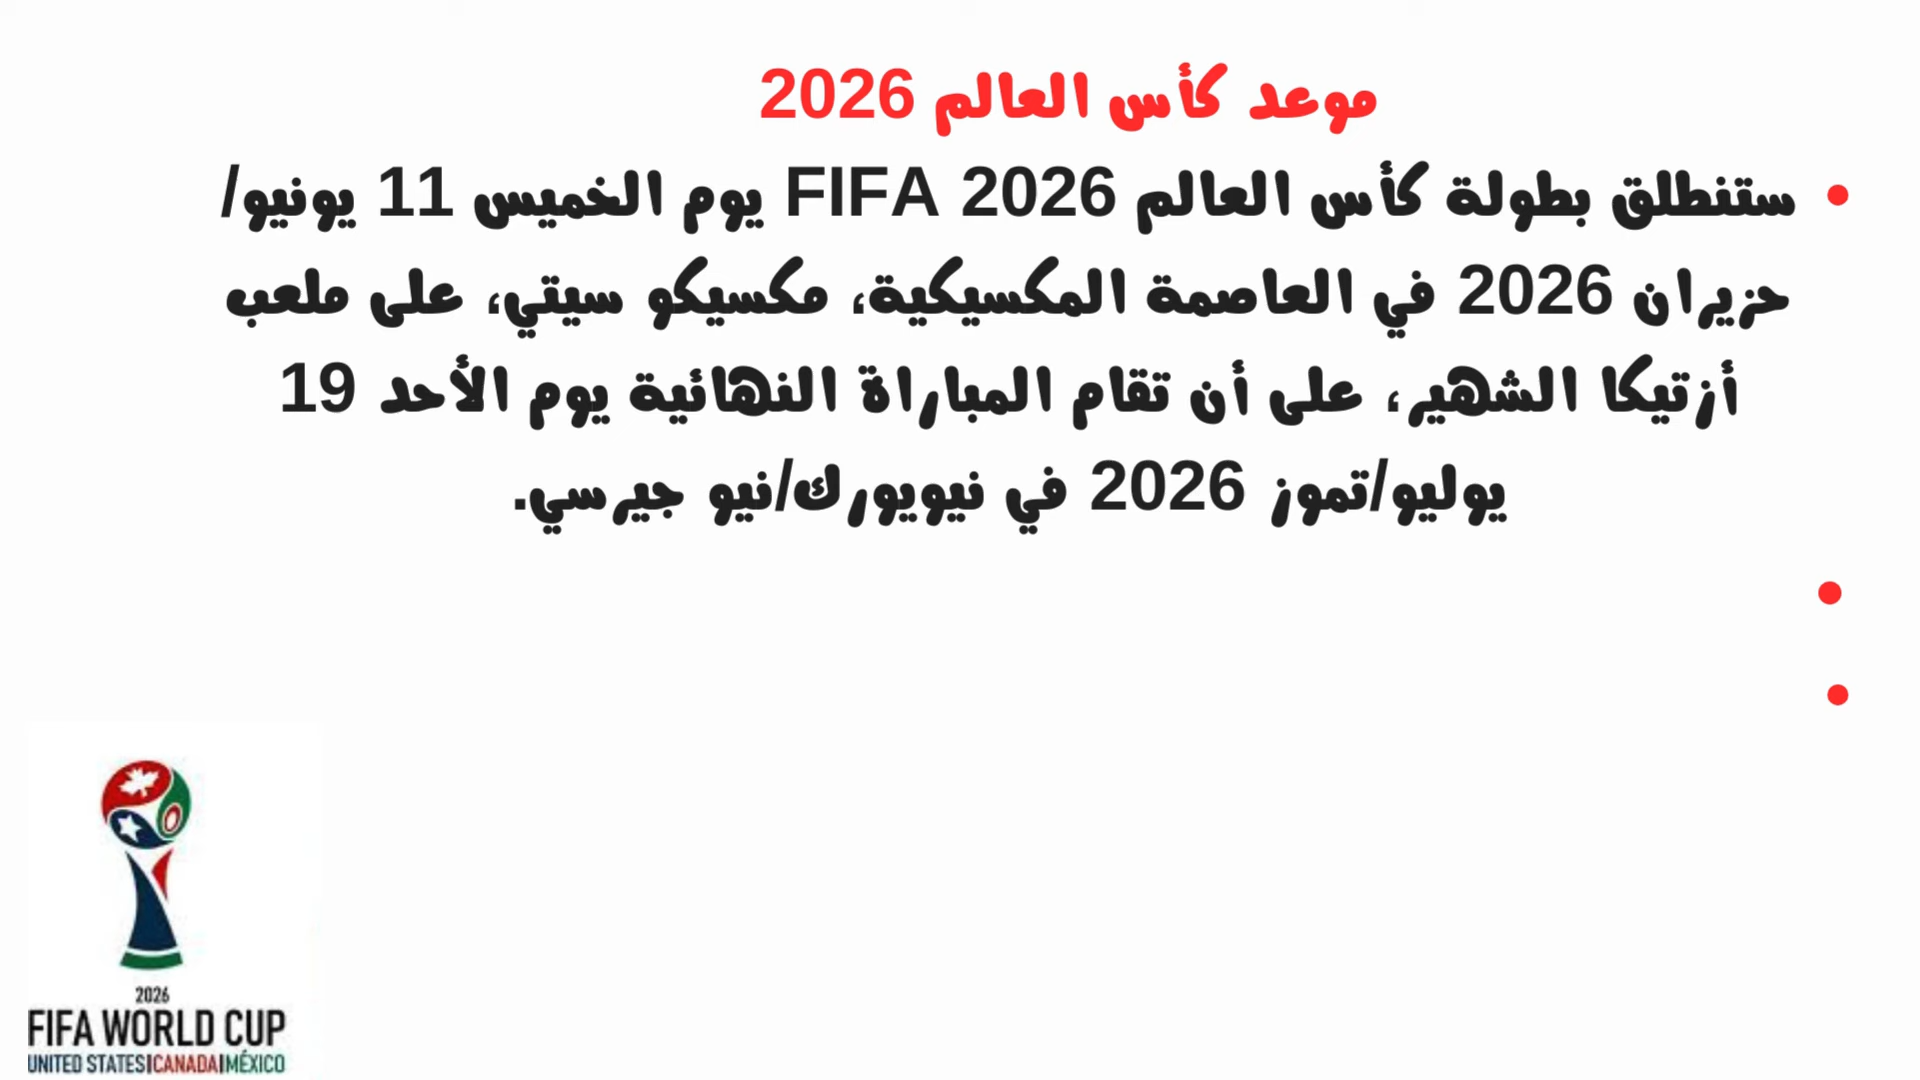 موعد كأس العالم 2026
• ستنطلق بطولة كأس العالم FIFA 2026 يوم الخميس 11 يونيو/
حزيران 2026 في العاصمة المكسيكية، مكسيكو سيتي، على ملعب
أزتيكا الشهير، على أن تقام المباراة النهائية يوم الأحد 19
يوليو/تموز 2026 في نيويورك/نيو جيرسي.
•
•
2026
FIFA WORLD CUP
UNITED STATES|CANADA|MÉXICO